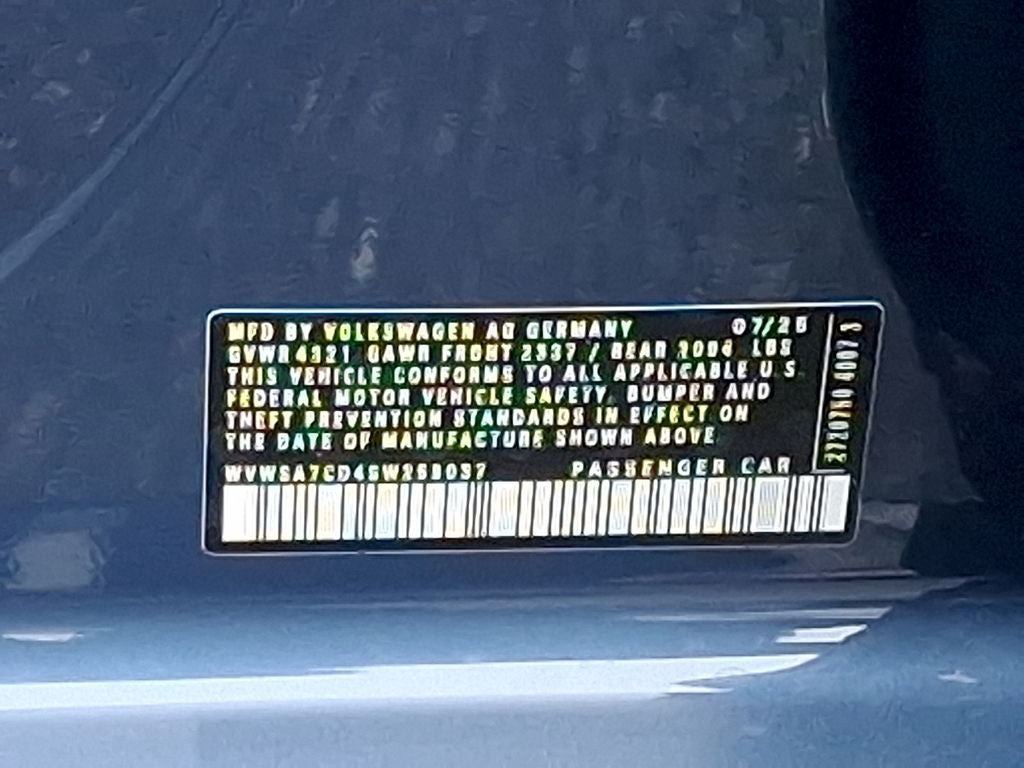 MFD BY VOLKSWAGEN AG GERMANY 07/25
GVWR 4321 GAWR FRONT 2337 / REAR LBS
THIS VEHICLE CONFORMS TO ALL APPLICABLE U S
FEDERAL MOTOR VEHICLE SAFETY, BUMPER AND
THEFT PREVENTION STANDARDS IN EFFECT ON
THE DATE OF MANUFACTURE SHOWN ABOVE
PASSENGER CAR